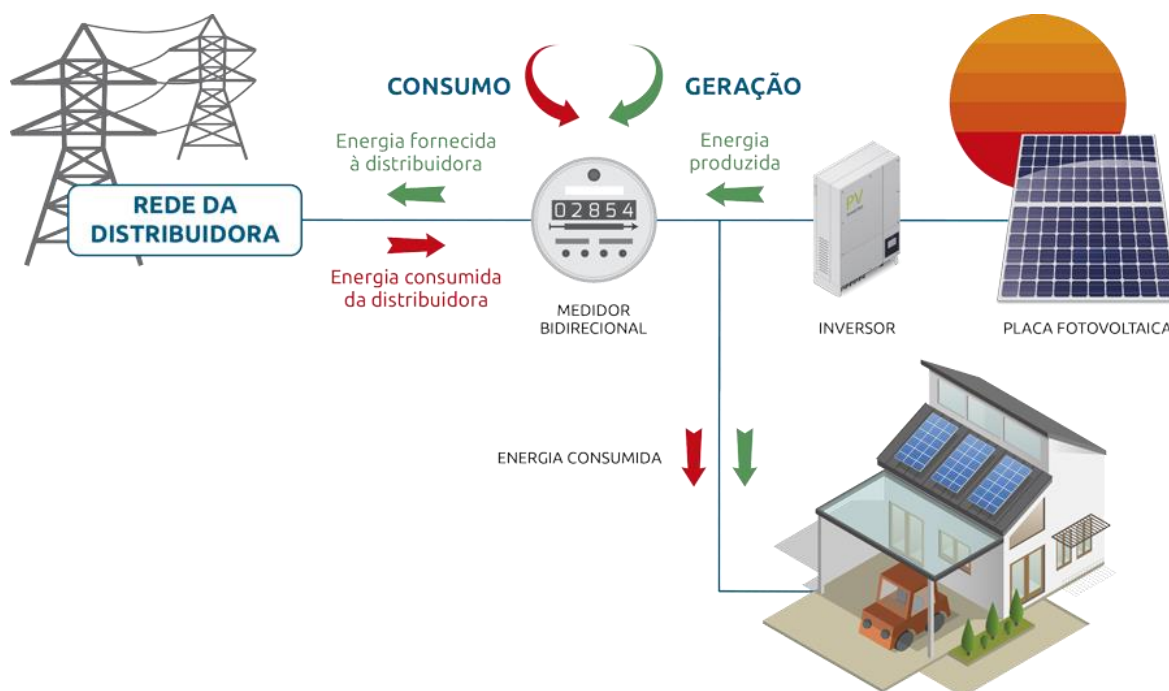 CONSUMO
GERAÇÃO
Energia fornecida
à distribuidora
Energia
produzida
REDE DA
DISTRIBUIDORA
02854
PV
Energia consumida
da distribuidora
MEDIDOR
BIDIRECIONAL
INVERSOR
PLACA FOTOVOLTAICA
ENERGIA CONSUMIDA